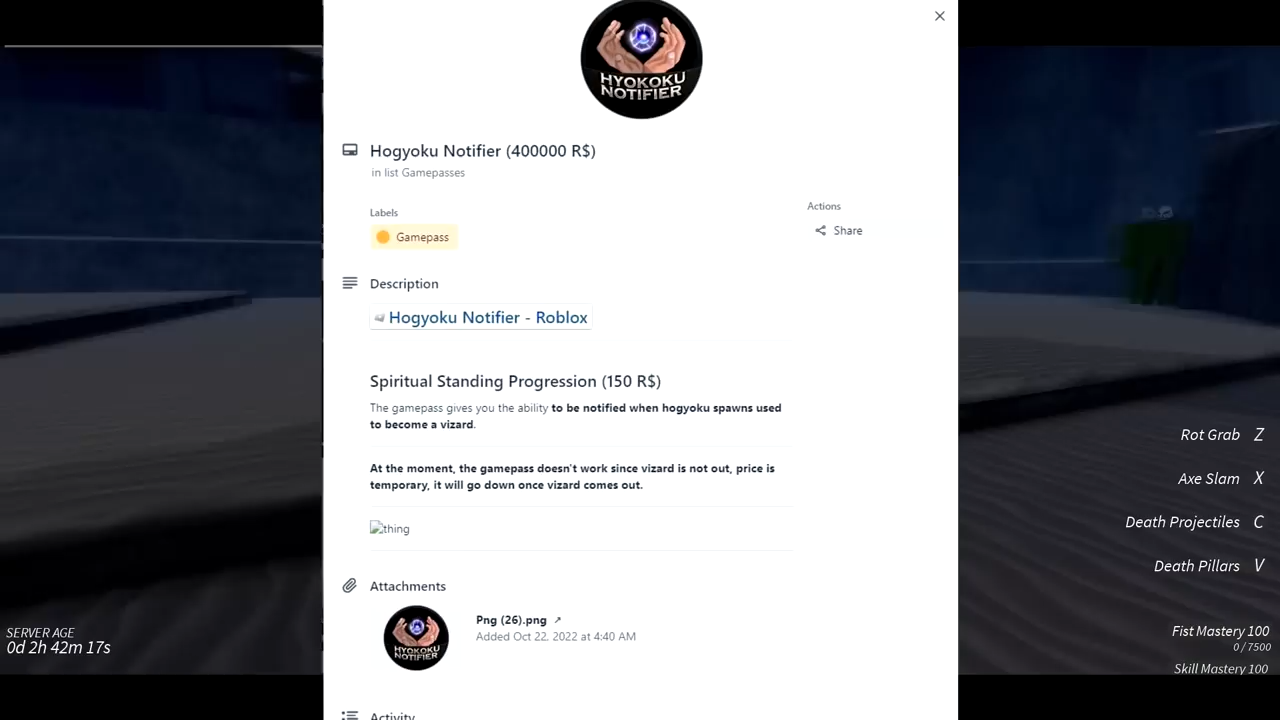 HYOKOKU
NOTIFIER
Hogyoku Notifier (400000 R$)
in list Gamepasses
Labels
Actions
Gamepass
Share
Description
Hogyoku Notifier - Roblox
Spiritual Standing Progression (150 R$)
The gamepass gives you the ability to be notified when hogyoku spawns used
to become a vizard.
At the moment, the gamepass doesn't work since vizard is not out, price is
temporary, it will go down once vizard comes out.
thing
Attachments
HYOKOKU
NOTIFIER
Png (26).png
Added Oct 22, 2022 at 4:40 AM
Activity
Rot Grab Z
Axe Slam X
Death Projectiles C
Death Pillars V
SERVER AGE
0d 2h 42m 17s
Fist Mastery 100
0 / 7500
Skill Mastery 100